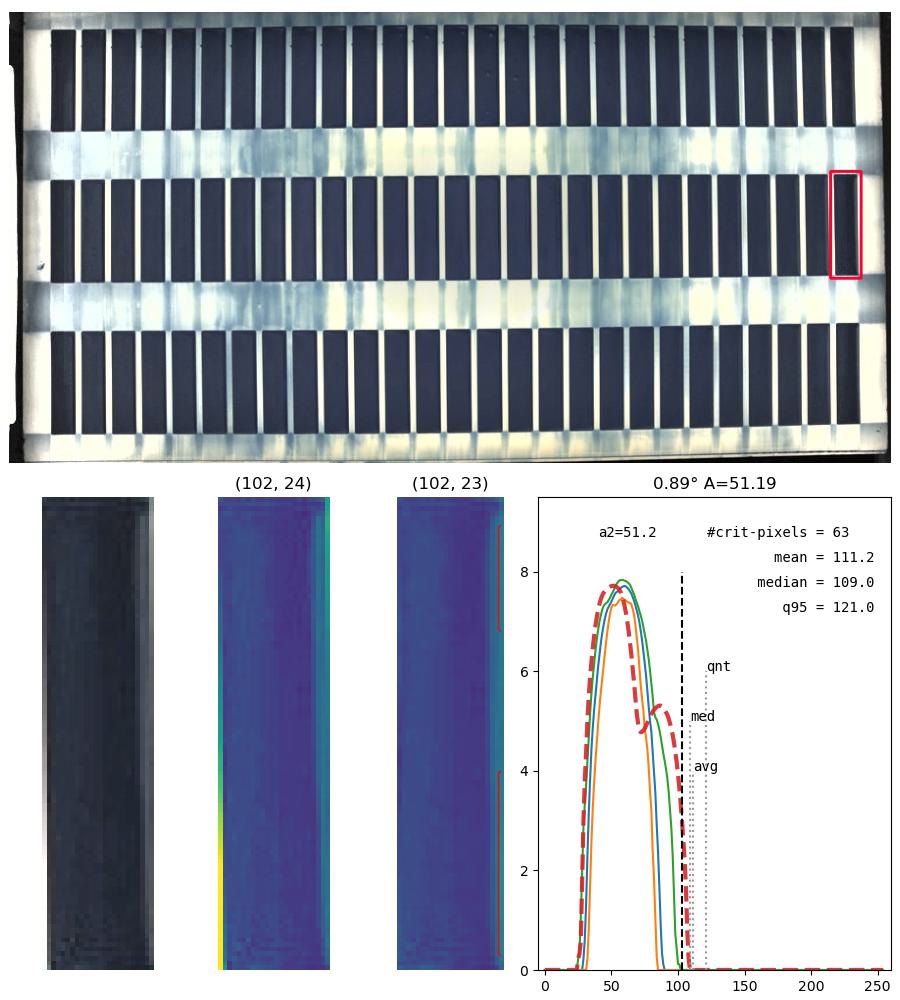 (102, 24)
(102, 23)
0.89° A=51.19
a2=51.2
#crit-pixels = 63
mean = 111.2
median = 109.0
q95 = 121.0
qnt
med
avg
8
6
4
2
0
0 50 100 150 200 250